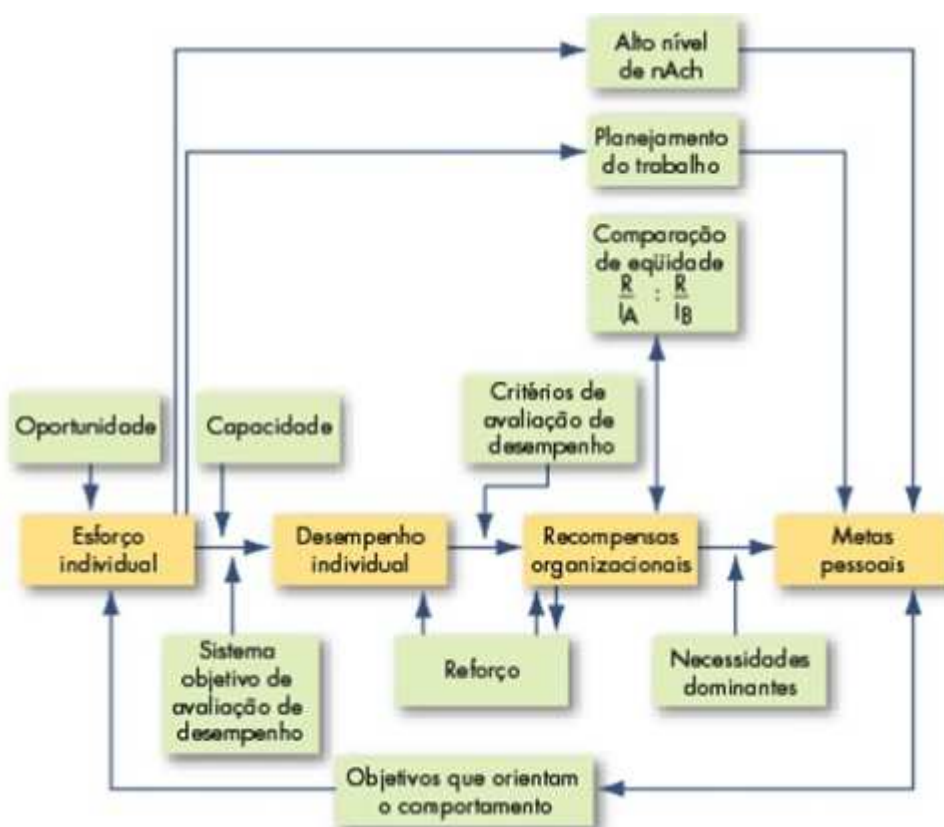 Alto nível
de nAch
Planejamento
do trabalho
Comparação
de eqüidade
R : R
IA IB
Critérios de
avaliação de
desempenho
Oportunidade
Capacidade
Esforço
individual
Desempenho
individual
Recompensas
organizacionais
Metas
pessoais
Sistema
objetivo de
avaliação de
desempenho
Reforço
Necessidades
dominantes
Objetivos que orientam
o comportamento